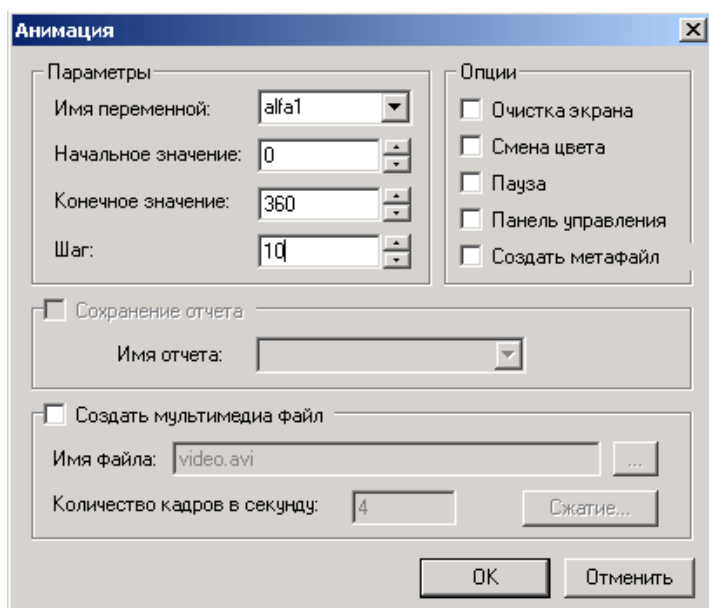 Анимация
Параметры
Имя переменной: alfa1
Начальное значение: 0
Конечное значение: 360
Шаг: 10
Опции
Очистка экрана
Смена цвета
Пауза
Панель управления
Создать метафайл
Сохранение отчета
Имя отчета:
Создать мультимедиа файл
Имя файла: video.avi ...
Количество кадров в секунду: 4 Сжатие...
OK Отменить